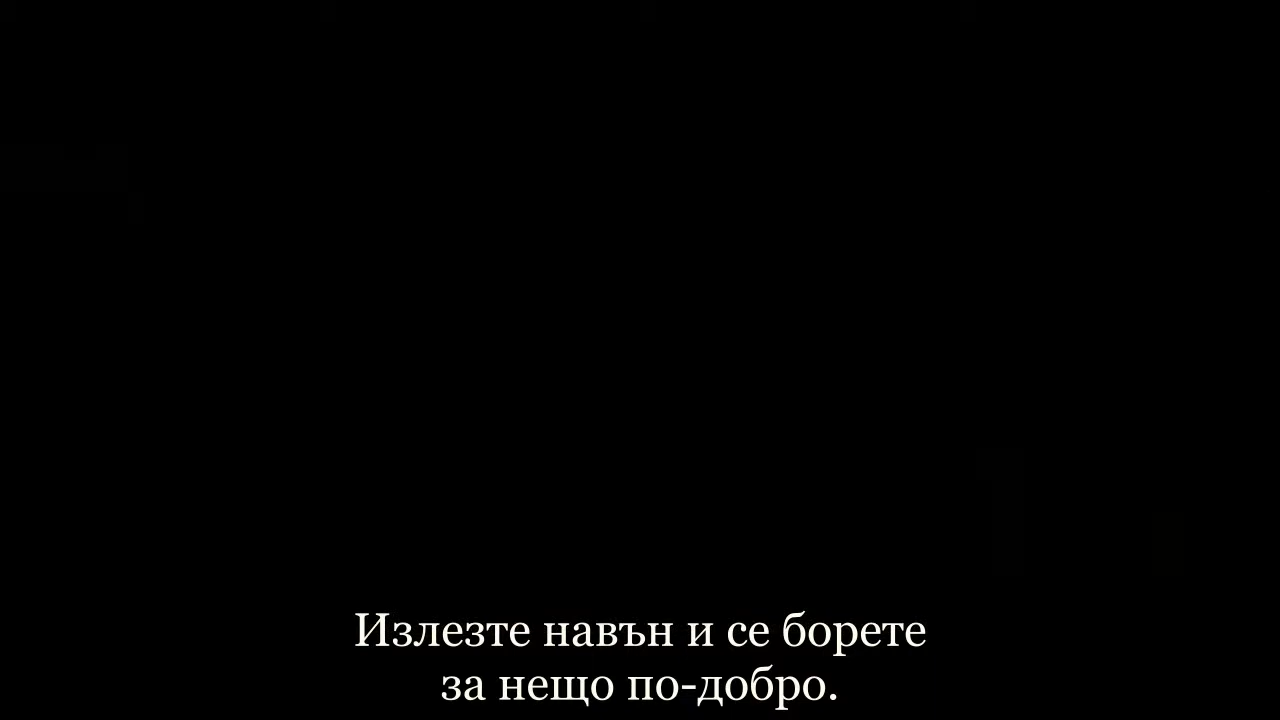 Излезте навън и се борете
за нещо по-добро.